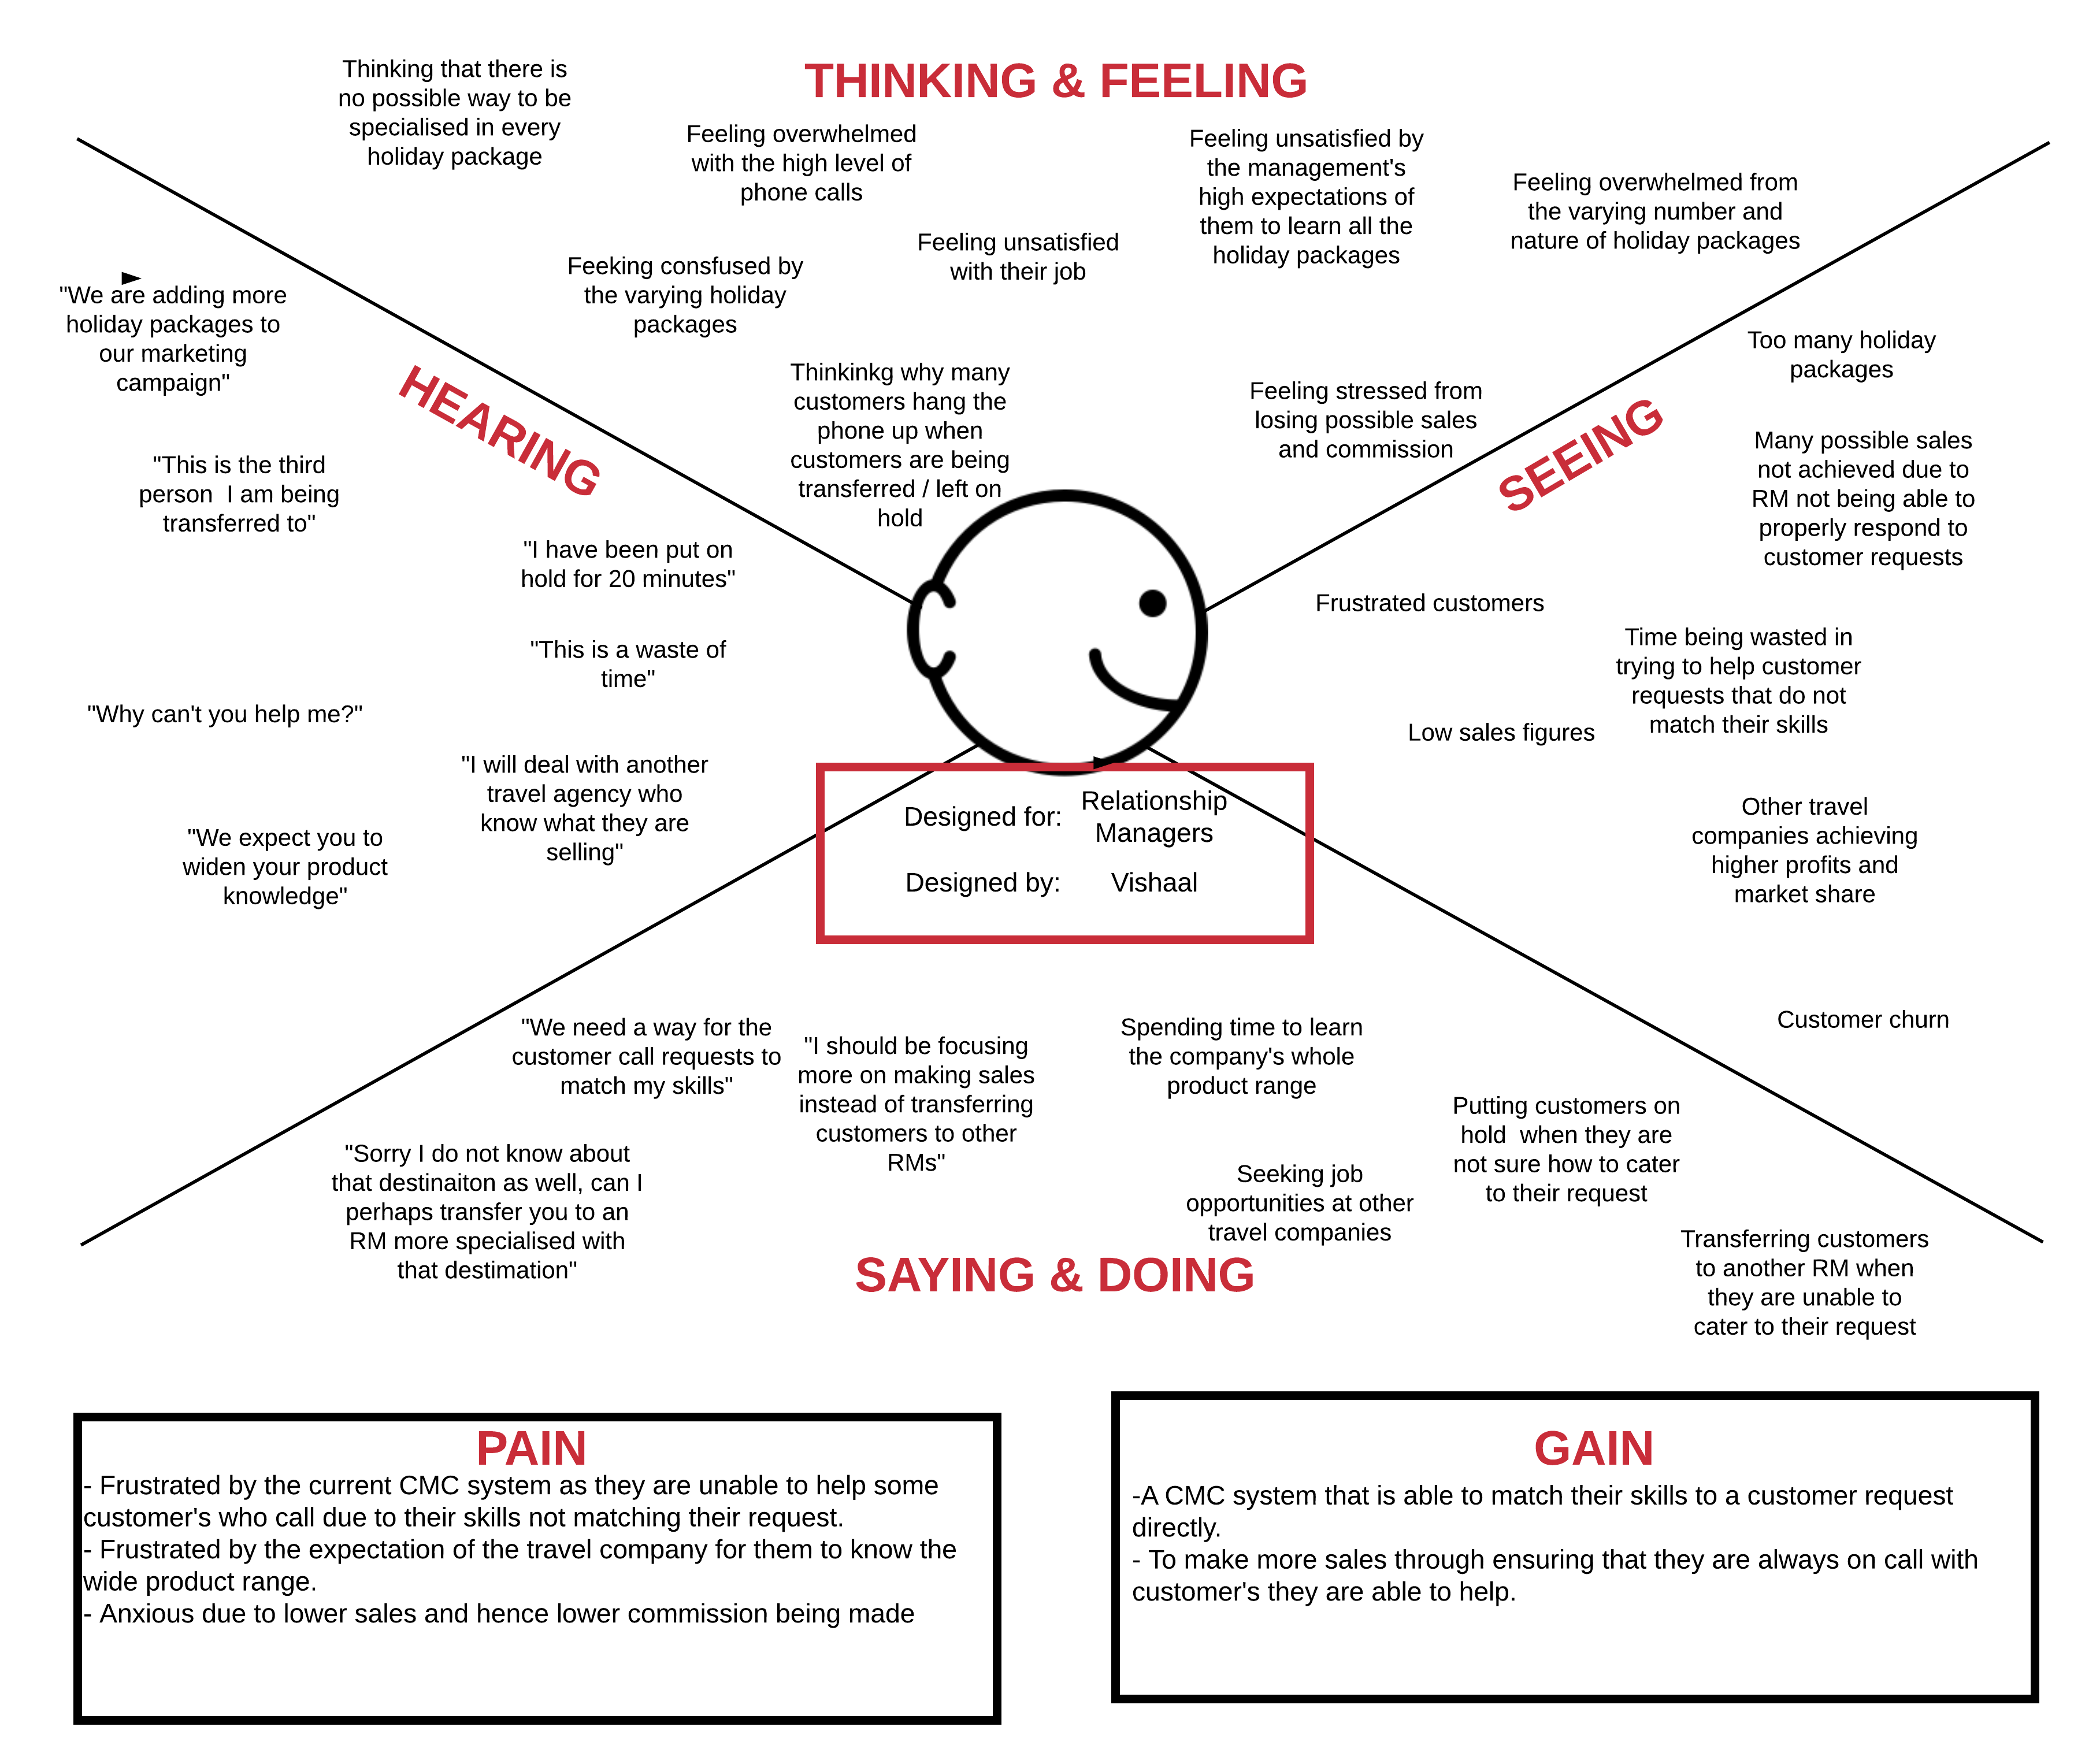 THINKING & FEELING
Thinking that there is
no possible way to be
specialised in every
holiday package
Feeling overwhelmed
with the high level of
phone calls
Feeling unsatisfied by
the management's
high expectations of
them to learn all the
holiday packages
Feeling overwhelmed from
the varying number and
nature of holiday packages
Feeling unsatisfied
with their job
Feeking consfused by
the varying holiday
packages
Thinkinkg why many
customers hang the
phone up when
customers are being
transferred / left on
hold
Feeling stressed from
losing possible sales
and commission
HEARING
"We are adding more
holiday packages to
our marketing
campaign"
"This is the third
person  I am being
transferred to"
"I have been put on
hold for 20 minutes"
"This is a waste of
time"
"Why can't you help me?"
"I will deal with another
travel agency who
know what they are
selling"
"We expect you to
widen your product
knowledge"
SEEING
Too many holiday
packages
Many possible sales
not achieved due to
RM not being able to
properly respond to
customer requests
Frustrated customers
Time being wasted in
trying to help customer
requests that do not
match their skills
Low sales figures
Other travel
companies achieving
higher profits and
market share
Customer churn
Designed for:
Relationship
Managers
Designed by:
Vishaal
"We need a way for the
customer call requests to
match my skills"
"I should be focusing
more on making sales
instead of transferring
customers to other
RMs"
Spending time to learn
the company's whole
product range
Putting customers on
hold  when they are
not sure how to cater
to their request
"Sorry I do not know about
that destinaiton as well, can I
perhaps transfer you to an
RM more specialised with
that destimation"
Seeking job
opportunities at other
travel companies
Transferring customers
to another RM when
they are unable to
cater to their request
SAYING & DOING
PAIN
- Frustrated by the current CMC system as they are unable to help some
customer's who call due to their skills not matching their request.
- Frustrated by the expectation of the travel company for them to know the
wide product range.
- Anxious due to lower sales and hence lower commission being made
GAIN
-A CMC system that is able to match their skills to a customer request
directly.
- To make more sales through ensuring that they are always on call with
customer's they are able to help.